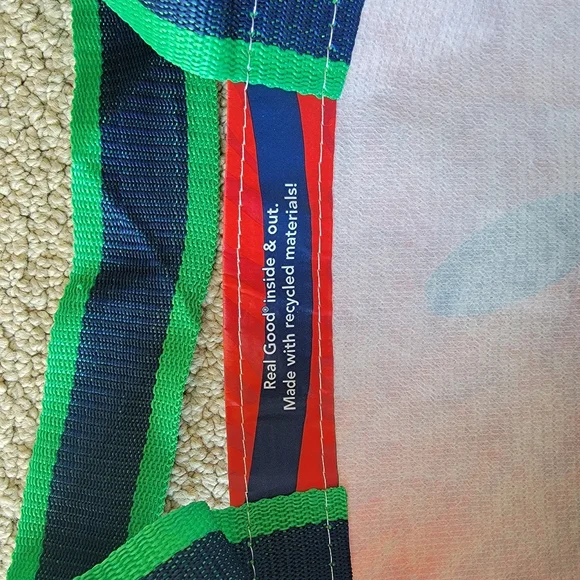 Real Good® inside & out.
Made with recycled materials!